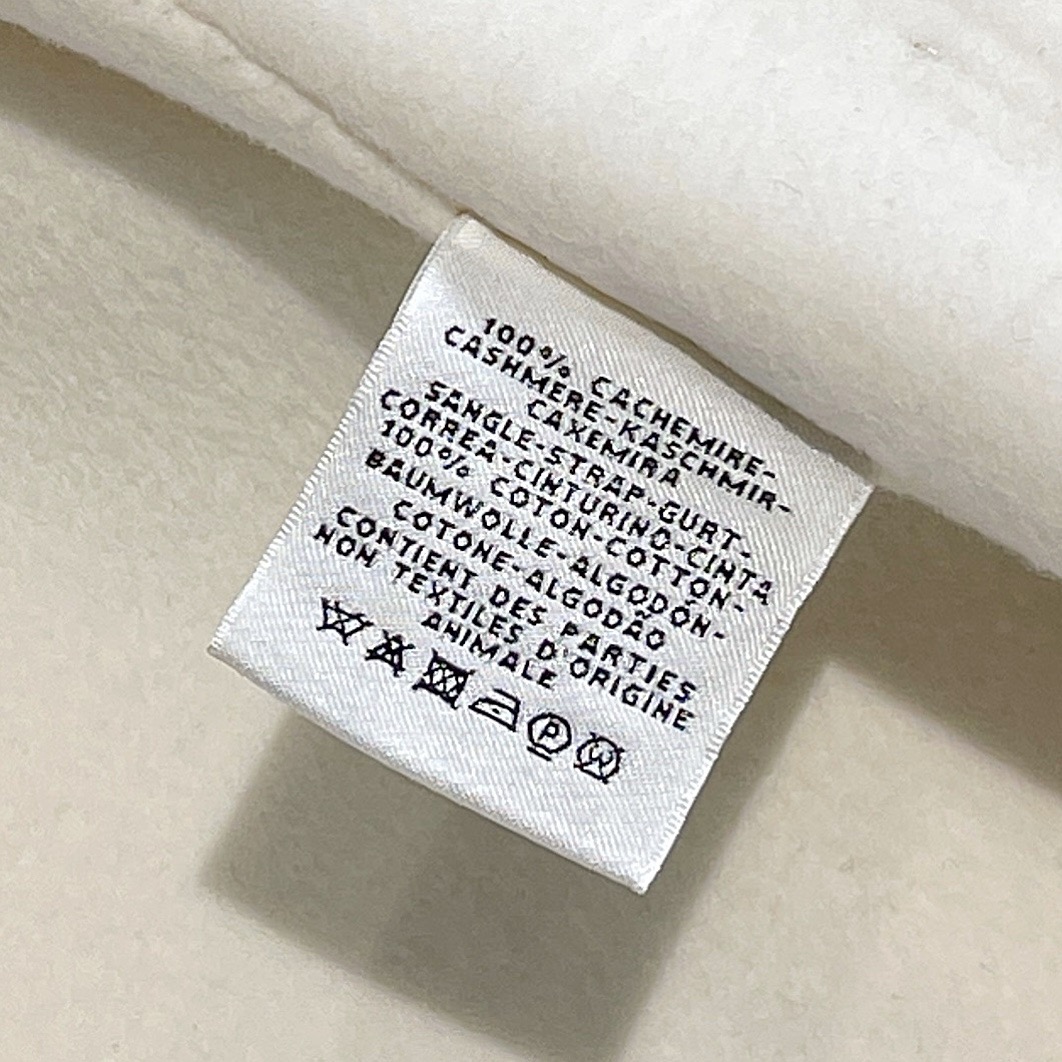 100% CACHEMIRE-
CASHMERE-KASCHMIR-
CAXEMIRA
SANGLE-STRAP-GURT-
CORREA-CINTURINO-CINTA
100% COTON-COTTON-
BAUMWOLLE-ALGODÓN-
COTONE-ALGODÃO
CONTIENT DES PARTIES
NON TEXTILES D'ORIGINE
ANIMALE
P W